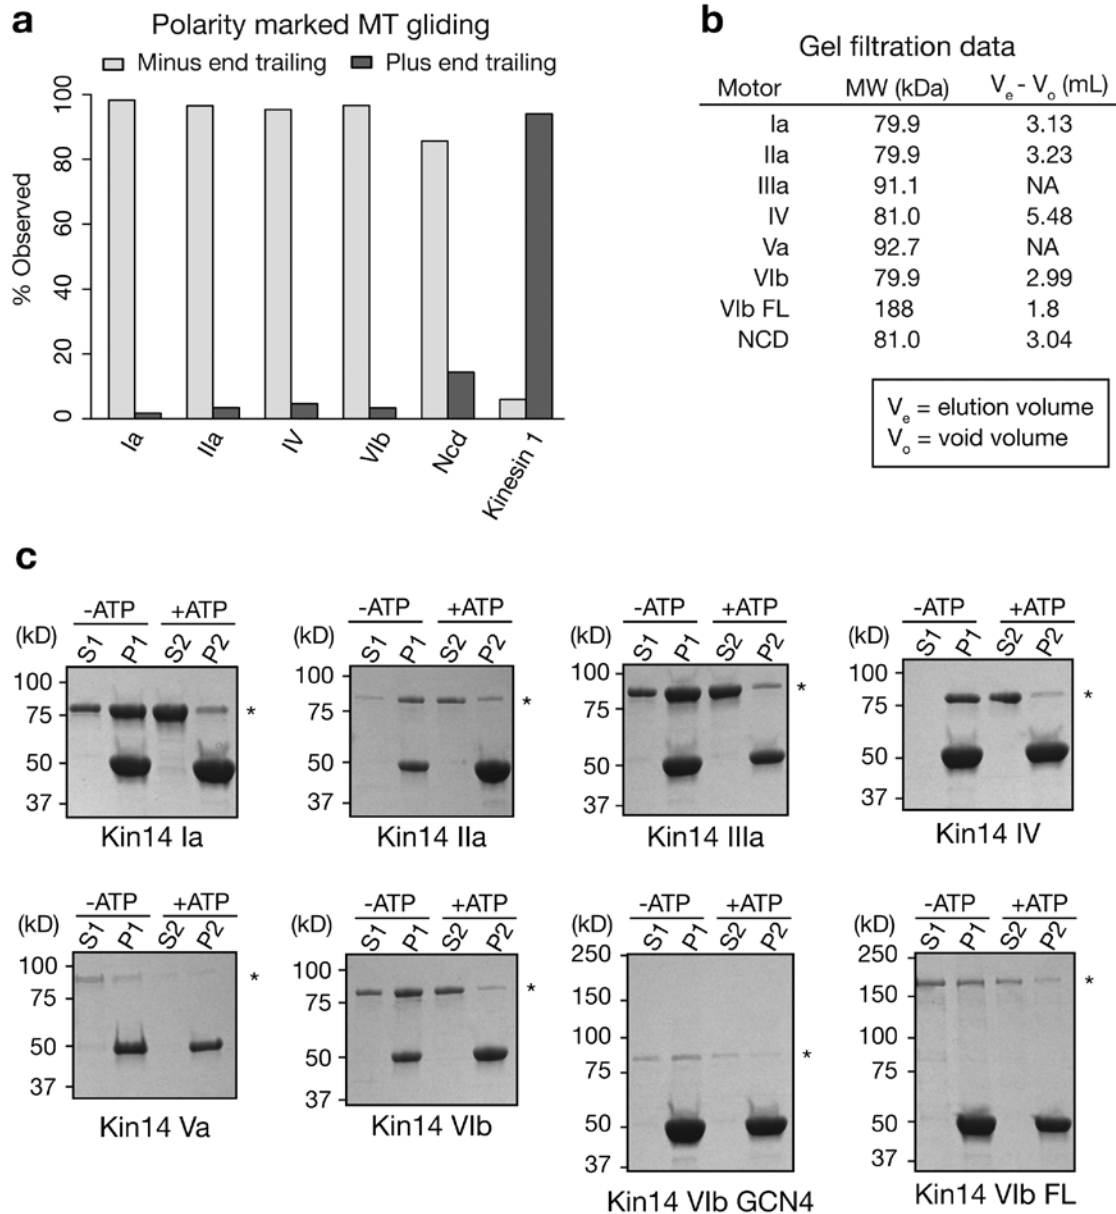 a
Polarity marked MT gliding
Minus end trailing Plus end trailing
% Observed
100
80
60
40
20
0
Ia IIa IV VIb Ncd Kinesin 1
b
Gel filtration data
Motor MW (kDa) Ve - Vo (mL)
Ia 79.9 3.13
IIa 79.9 3.23
IIIa 91.1 NA
IV 81.0 5.48
Va 92.7 NA
VIb 79.9 2.99
VIb FL 188 1.8
NCD 81.0 3.04
Ve = elution volume
Vo = void volume
c
-ATP +ATP
(kD) S1 P1 S2 P2
100
75 *
50
37
Kin14 Ia
-ATP +ATP
(kD) S1 P1 S2 P2
100
75 *
50
37
Kin14 IIa
-ATP +ATP
(kD) S1 P1 S2 P2
100
75 *
50
37
Kin14 IIIa
-ATP +ATP
(kD) S1 P1 S2 P2
100
75 *
50
37
Kin14 IV
-ATP +ATP
(kD) S1 P1 S2 P2
100 *
75
50
37
Kin14 Va
-ATP +ATP
(kD) S1 P1 S2 P2
100
75 *
50
37
Kin14 VIb
-ATP +ATP
(kD) S1 P1 S2 P2
250
150
100
75 *
50
37
Kin14 VIb GCN4
-ATP +ATP
(kD) S1 P1 S2 P2
250
150 *
100
75
50
37
Kin14 VIb FL